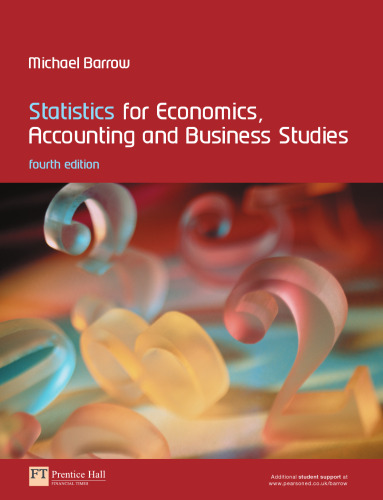 Michael Barrow
Statistics for Economics,
Accounting and Business Studies
fourth edition
FT Prentice Hall
FINANCIAL TIMES
Additional student support at
www.pearsoned.co.uk/barrow